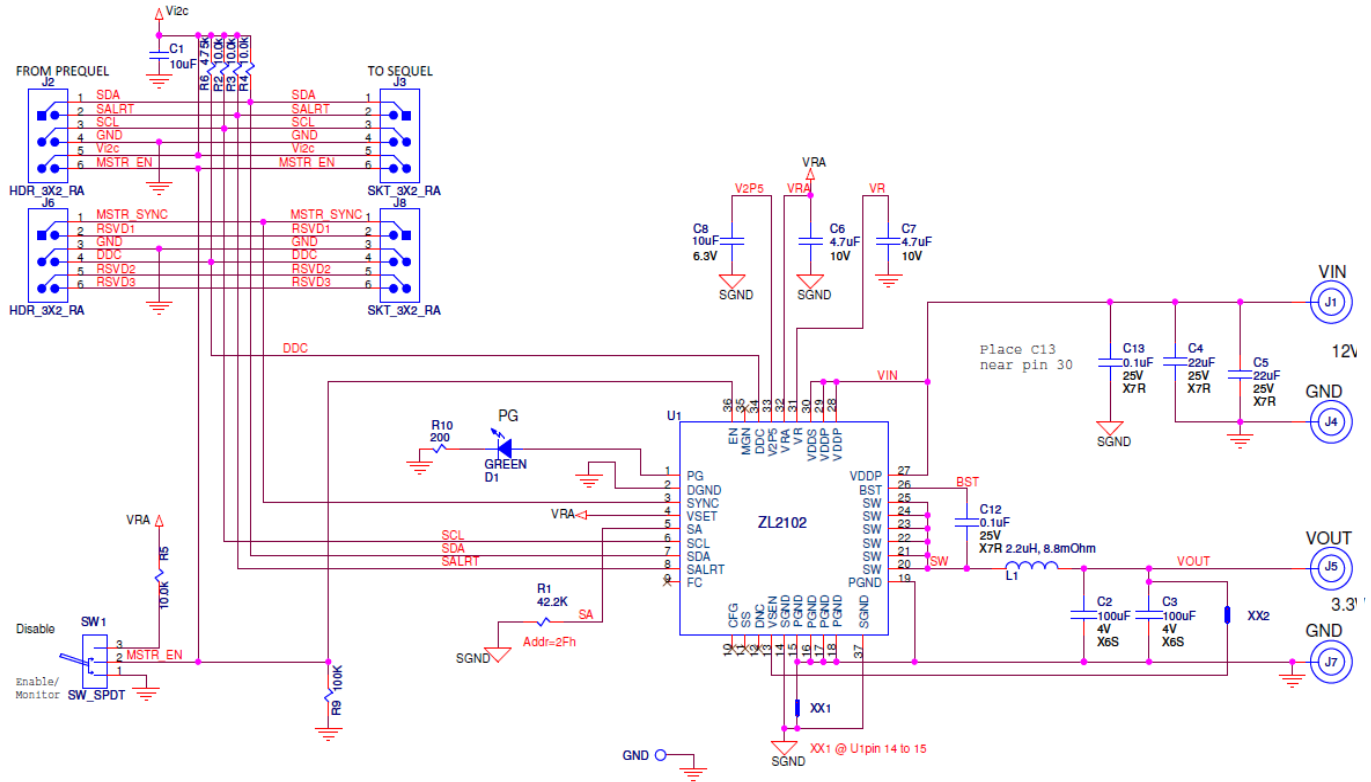 Vi2c
C1
10uF
R6 4.75k
R2 10.0k
R3 10.0k
R4 10.0k
FROM PREQUEL
TO SEQUEL
J2
J3
1 SDA SDA 1
2 SALRT SALRT 2
3 SCL SCL 3
4 GND GND 4
5 Vi2c Vi2c 5
6 MSTR_EN MSTR_EN 6
HDR_3X2_RA
SKT_3X2_RA
J6
J8
1 MSTR_SYNC MSTR_SYNC 1
2 RSVD1 RSVD1 2
3 GND GND 3
4 DDC DDC 4
5 RSVD2 RSVD2 5
6 RSVD3 RSVD3 6
HDR_3X2_RA
SKT_3X2_RA
VRA
V2P5
VRA
VR
C8
10uF
6.3V
SGND
C6
4.7uF
10V
SGND
C7
4.7uF
10V
VIN
J1
12V
GND
J4
Place C13
near pin 30
C13
0.1uF
25V
X7R
SGND
C4
22uF
25V
X7R
C5
22uF
25V
X7R
DDC
VIN
U1
36 35 34 33 32 31 30 29 28
EN MGN DDC V2P5 VRA VR VDDS VDDP VDDP
PG
R10
200
GREEN
D1
1 PG
2 DGND
3 SYNC
4 VSET
5 SA
6 SCL
7 SDA
8 SALRT
9 FC
ZL2102
VDDP 27
BST 26
SW 25
SW 24
SW 23
SW 22
SW 21
SW 20
PGND 19
CFG SS DNC VSEN SGND PGND PGND PGND PGND SGND
10 11 12 13 14 15 16 17 18 37
VRA
SCL
SDA
SALRT
R1
42.2K
SA
Addr=2Fh
SGND
BST
C12
0.1uF
25V
X7R
2.2uH, 8.8mOhm
SW
L1
VOUT
VOUT
J5
3.3V
GND
J7
C2
100uF
4V
X6S
C3
100uF
4V
X6S
XX2
VRA
R5
10.0k
Disable
SW1
3
2 MSTR_EN
1
Enable/
Monitor
SW_SPDT
R9 100K
XX1
SGND
XX1 @ U1pin 14 to 15
GND